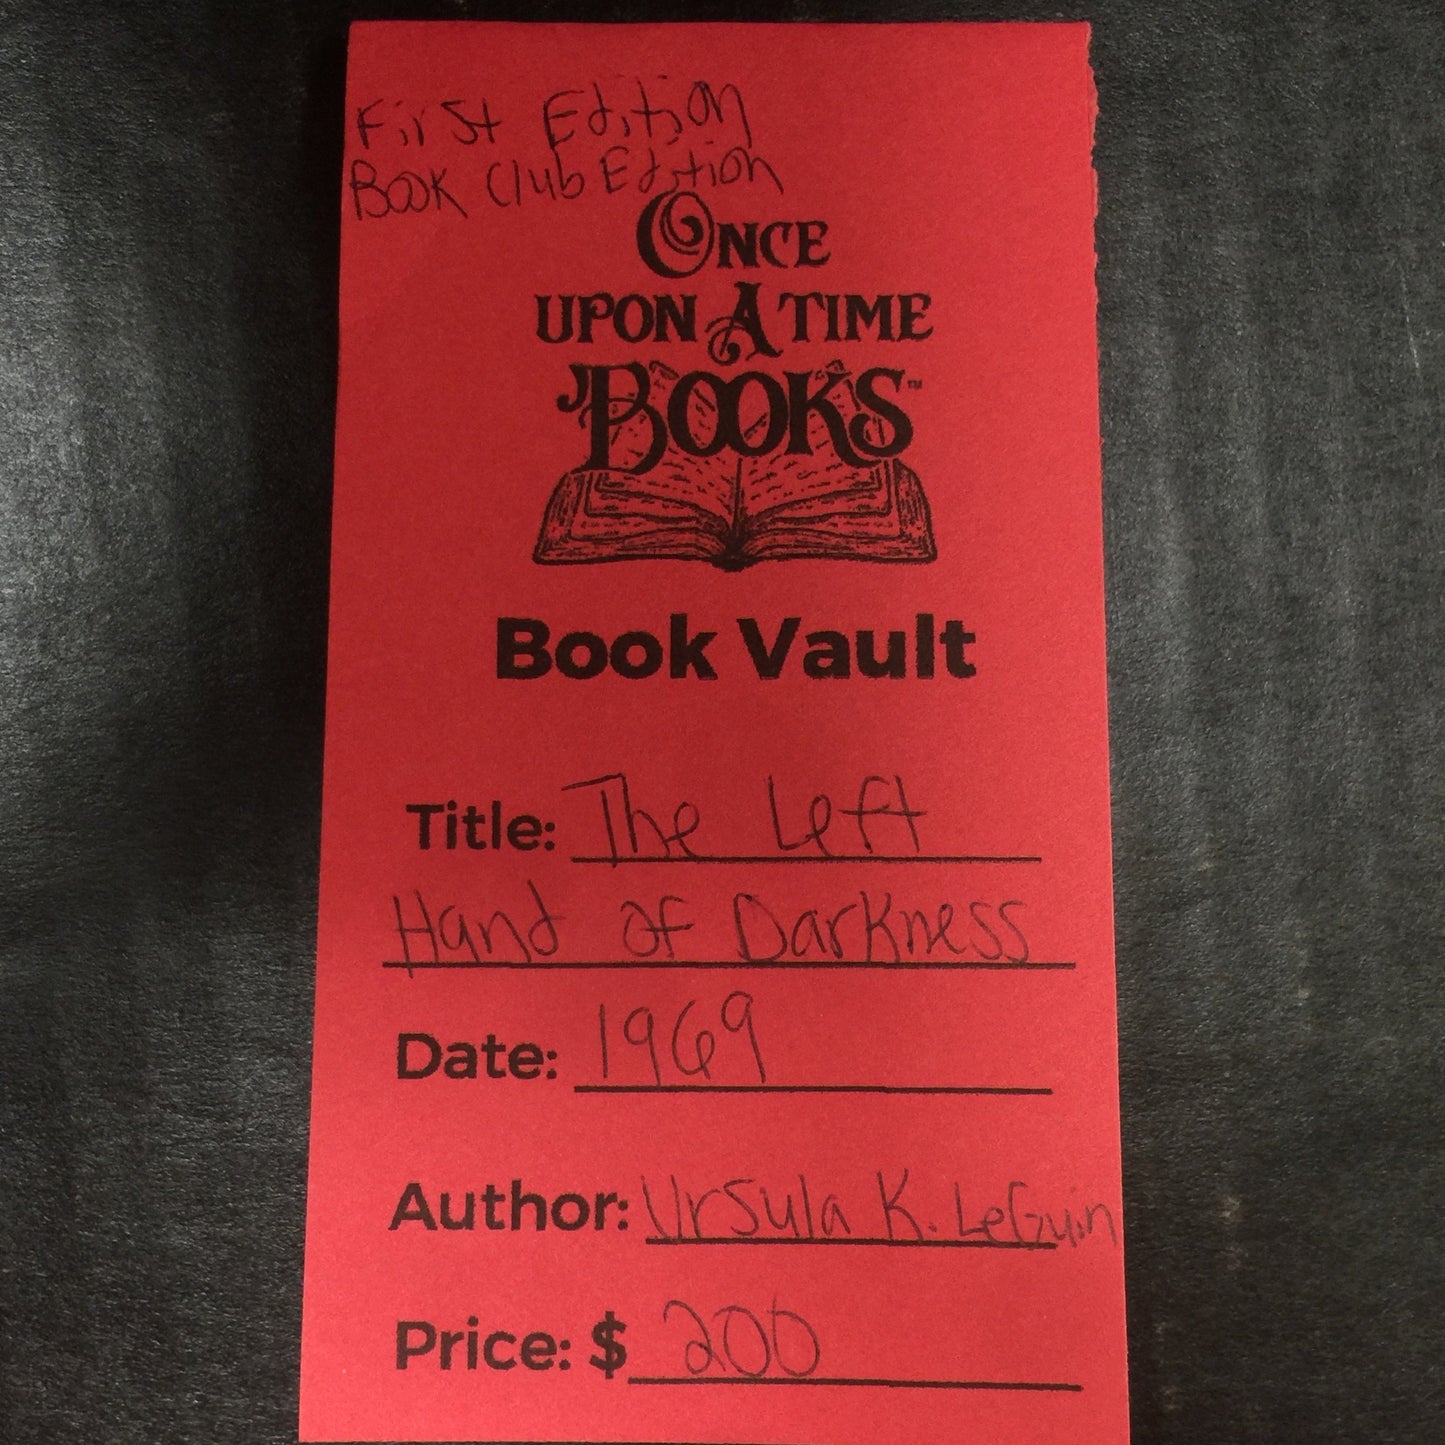 First Edition
Book Club Edition
ONCE
UPON A TIME
BOOKS™
Book Vault
Title: The Left
Hand of Darkness
Date: 1969
Author: Ursula K. LeGuin
Price: $ 200